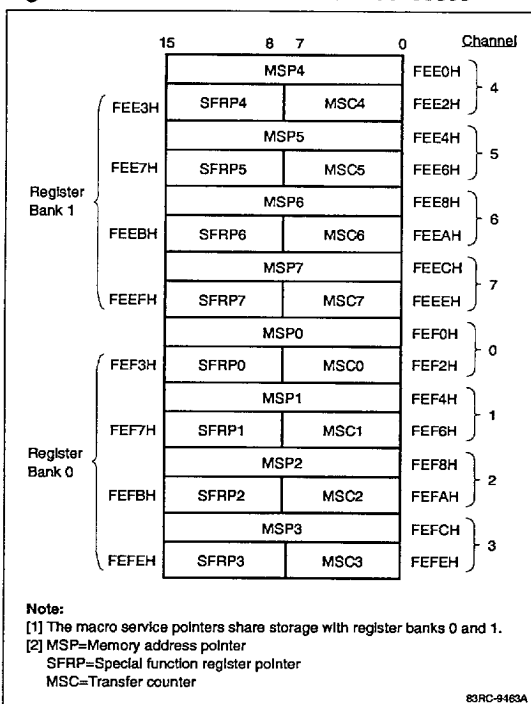 15 8 7 0 Channel
MSP4 FEE0H
4
FEE3H SFRP4 MSC4 FEE2H
MSP5 FEE4H
5
FEE7H SFRP5 MSC5 FEE6H
Register
Bank 1
MSP6 FEE8H
6
FEEBH SFRP6 MSC6 FEEAH
MSP7 FEECH
7
FEEFH SFRP7 MSC7 FEEEH
MSP0 FEF0H
0
FEF3H SFRP0 MSC0 FEF2H
MSP1 FEF4H
1
FEF7H SFRP1 MSC1 FEF6H
Register
Bank 0
MSP2 FEF8H
2
FEFBH SFRP2 MSC2 FEFAH
MSP3 FEFCH
3
FEFEH SFRP3 MSC3 FEFEH
Note:
[1] The macro service pointers share storage with register banks 0 and 1.
[2] MSP=Memory address pointer
SFRP=Special function register pointer
MSC=Transfer counter
83RC-9463A